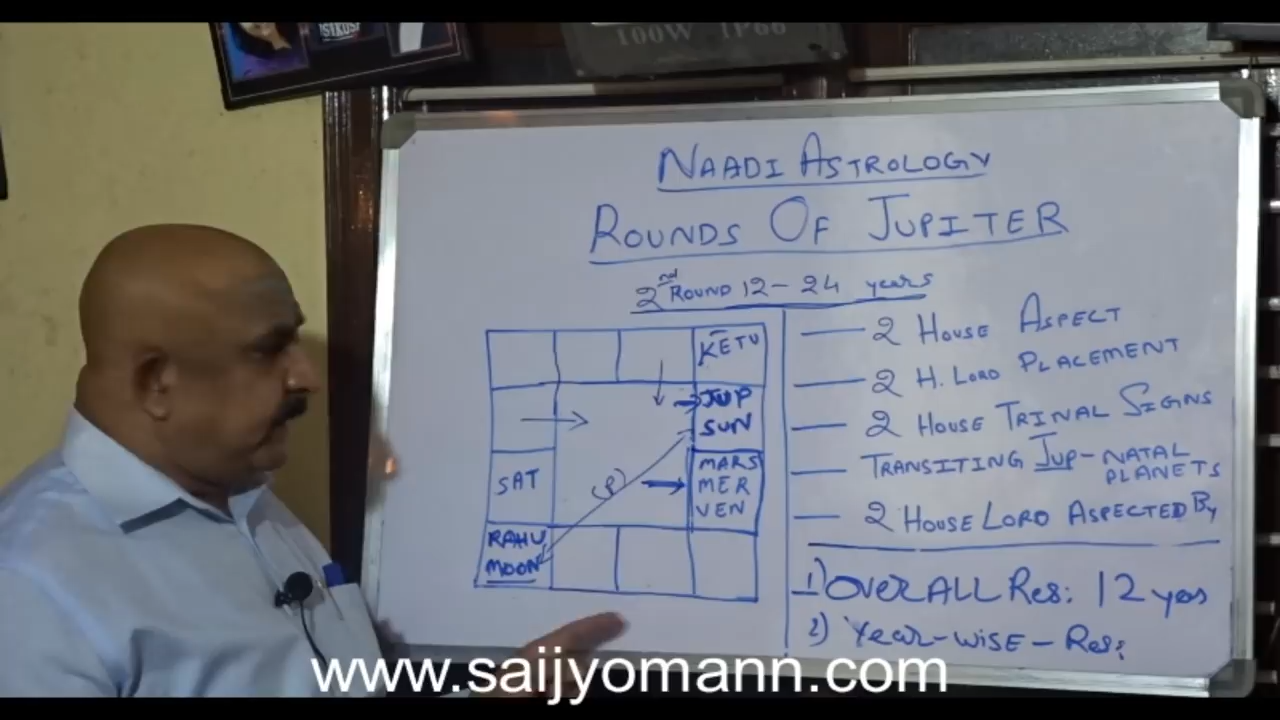 100W IP66
NAADI ASTROLOGY
ROUNDS OF JUPITER
2nd ROUND 12-24 years
KETU
JUP
SUN
SAT
(P)
MARS
MER
VEN
RAHU
MOON
2 HOUSE ASPECT
2 H. LORD PLACEMENT
2 HOUSE TRINAL SIGNS
TRANSITING JUP-NATAL
PLANETS
2 HOUSE LORD ASPECTED By
1) OVERALL Res: 12 yes
2) Year-wise-Res:
www.saijyomann.com